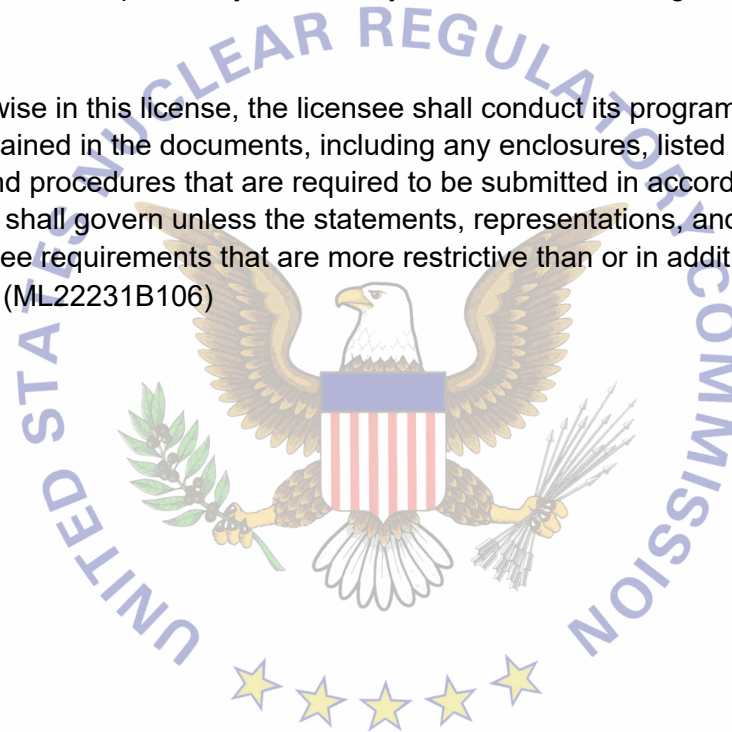 UNITED STATES NUCLEAR REGULATORY COMMISSION
wise in this license, the licensee shall conduct its program
ained in the documents, including any enclosures, listed
nd procedures that are required to be submitted in accord
shall govern unless the statements, representations, and
ee requirements that are more restrictive than or in additi
(ML22231B106)